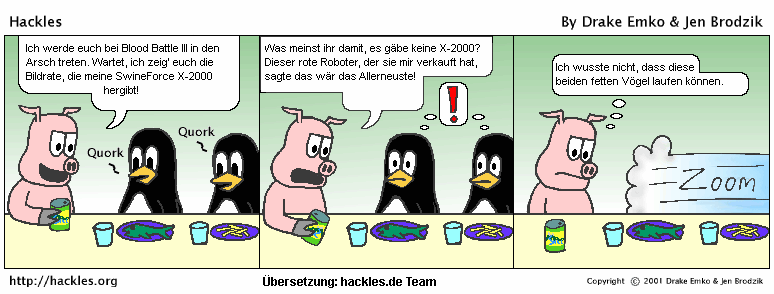 Hackles
By Drake Emko & Jen Brodzik
Ich werde euch bei Blood Battle III in den
Arsch treten. Wartet, ich zeig' euch die
Bildrate, die meine SwineForce X-2000
hergibt!
Quork
Quork
Was meinst ihr damit, es gäbe keine X-2000?
Dieser rote Roboter, der sie mir verkauft hat,
sagte das wär das Allerneuste!
!
Ich wusste nicht, dass diese
beiden fetten Vögel laufen können.
Zoom
http://hackles.org
Übersetzung: hackles.de Team
Copyright © 2001 Drake Emko & Jen Brodzik